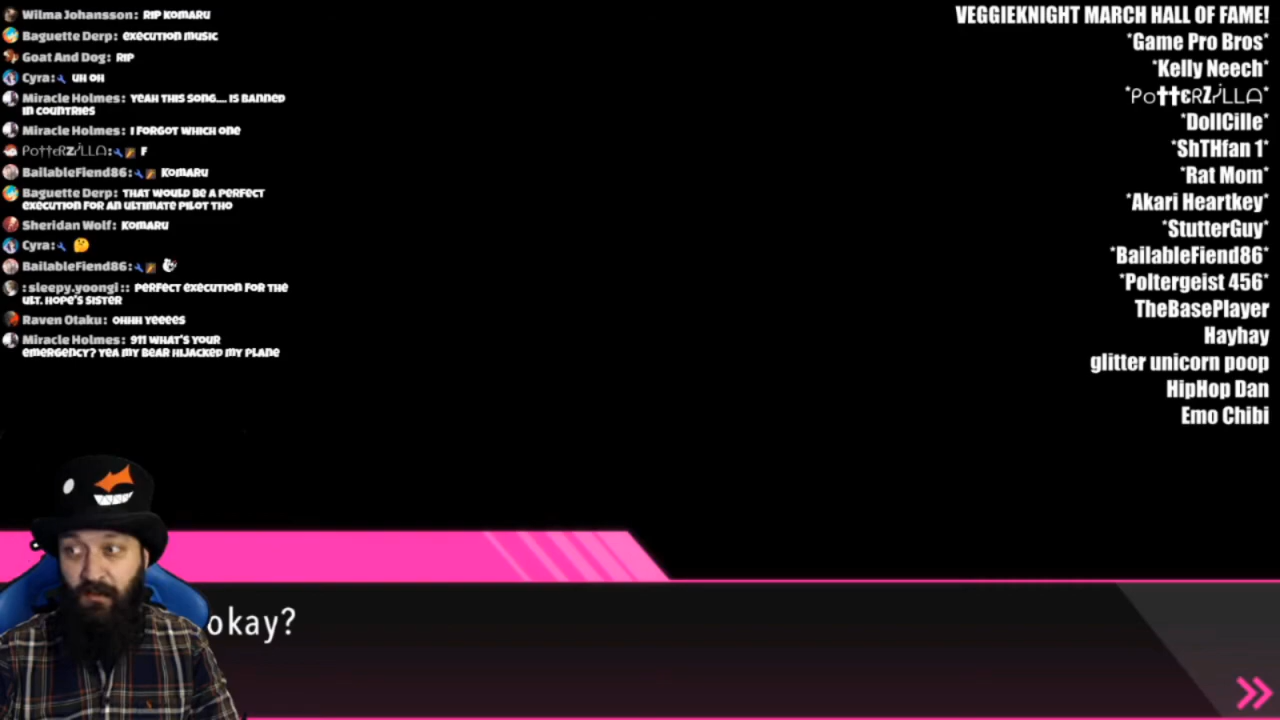 Wilma Johansson: RIP KOMARU
Baguette Derp: EXECUTION MUSIC
Goat And Dog: RIP
Cyra: UH OH
Miracle Holmes: YEAH THIS SONG.... IS BANNED
IN COUNTRIES
Miracle Holmes: I FORGOT WHICH ONE
F
BailableFiend86: KOMARU
Baguette Derp: THAT WOULD BE A PERFECT
EXECUTION FOR AN ULTIMATE PILOT THO
Sheridan Wolf: KOMARU
Cyra: 🤔
BailableFiend86:
: sleepy.yoongi :: PERFECT EXECUTION FOR THE
ULT. HOPE'S SISTER
Raven Otaku: OHHH YEEEES
Miracle Holmes: 911 WHAT'S YOUR
EMERGENCY? YEA MY BEAR HIJACKED MY PLANE
VEGGIEKNIGHT MARCH HALL OF FAME!
*Game Pro Bros*
*Kelly Neech*
*DollCille*
*ShTHfan 1*
*Rat Mom*
*Akari Heartkey*
*StutterGuy*
*BailableFiend86*
*Poltergeist 456*
TheBasePlayer
Hayhay
glitter unicorn poop
HipHop Dan
Emo Chibi
okay?